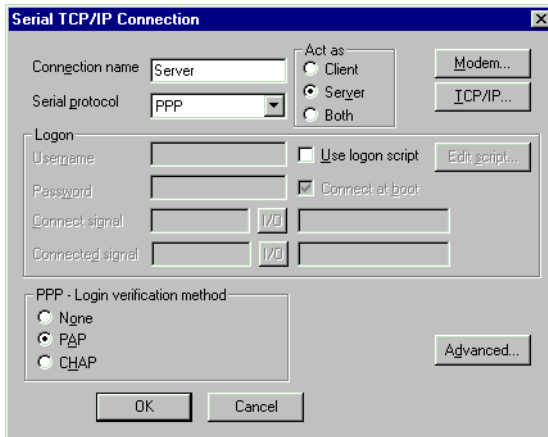 Serial TCP/IP Connection
Connection name Server
Serial protocol PPP
Act as
Client
Server
Both
Modem...
TCP/IP...
Logon
Username
Use logon script
Edit script...
Password
Connect at boot
Connect signal I/O
Connected signal I/O
PPP - Login verification method
None
PAP
CHAP
Advanced...
OK Cancel